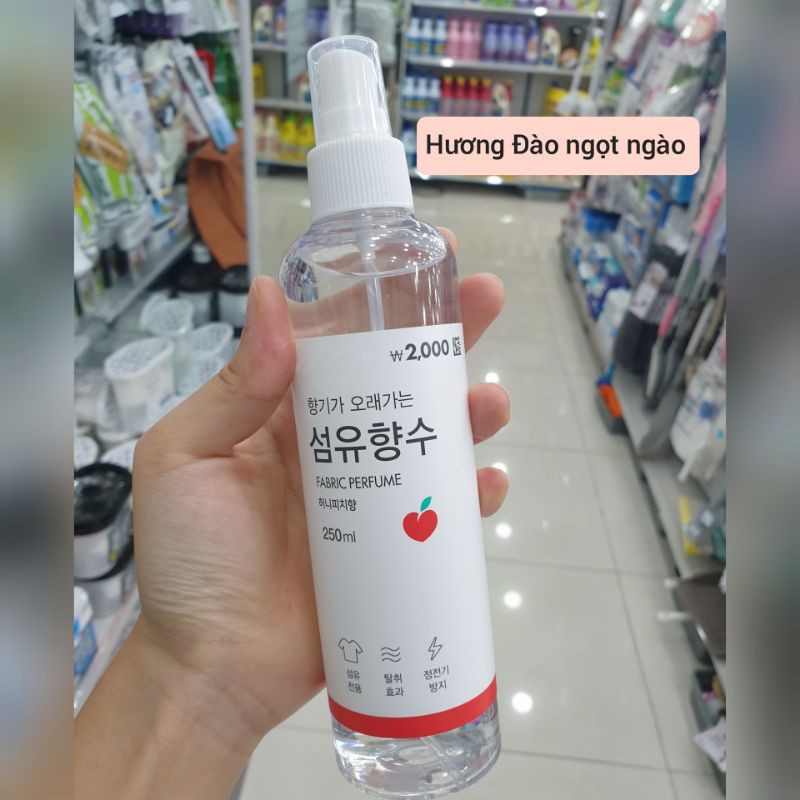 Hương Đào ngọt ngào
₩2,000
향기가 오래가는
섬유향수
FABRIC PERFUME
허니피치향
250ml
섬유
전용
탈취
효과
정전기
방지